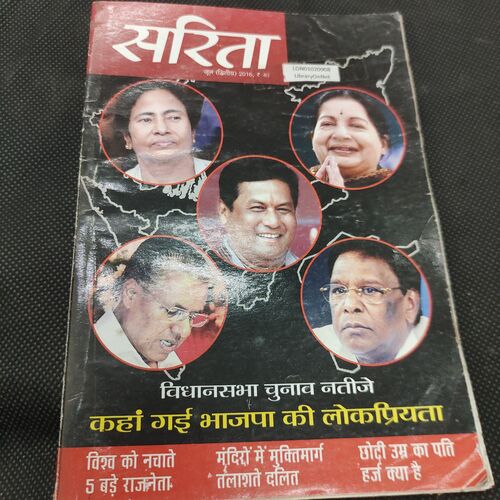 सरिता
जून (द्वितीय) 2016, ₹
LibraryOnNet
विधानसभा चुनाव नतीजे
कहां गई भाजपा की लोकप्रियता
विश्व को नचाते
5 बड़े राजनेता
मंदिरों में मुक्तिमार्ग
तलाशते दलित
छोटी उम्र का पति
हर्ज क्या है